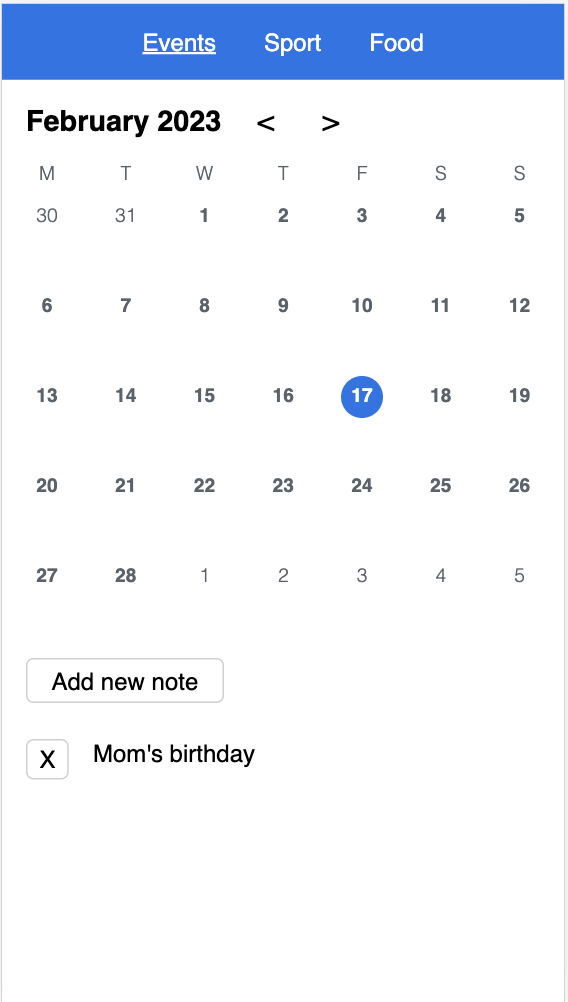 Events Sport Food
February 2023 < >
M T W T F S S
30 31 1 2 3 4 5
6 7 8 9 10 11 12
13 14 15 16 17 18 19
20 21 22 23 24 25 26
27 28 1 2 3 4 5
Add new note
X Mom's birthday